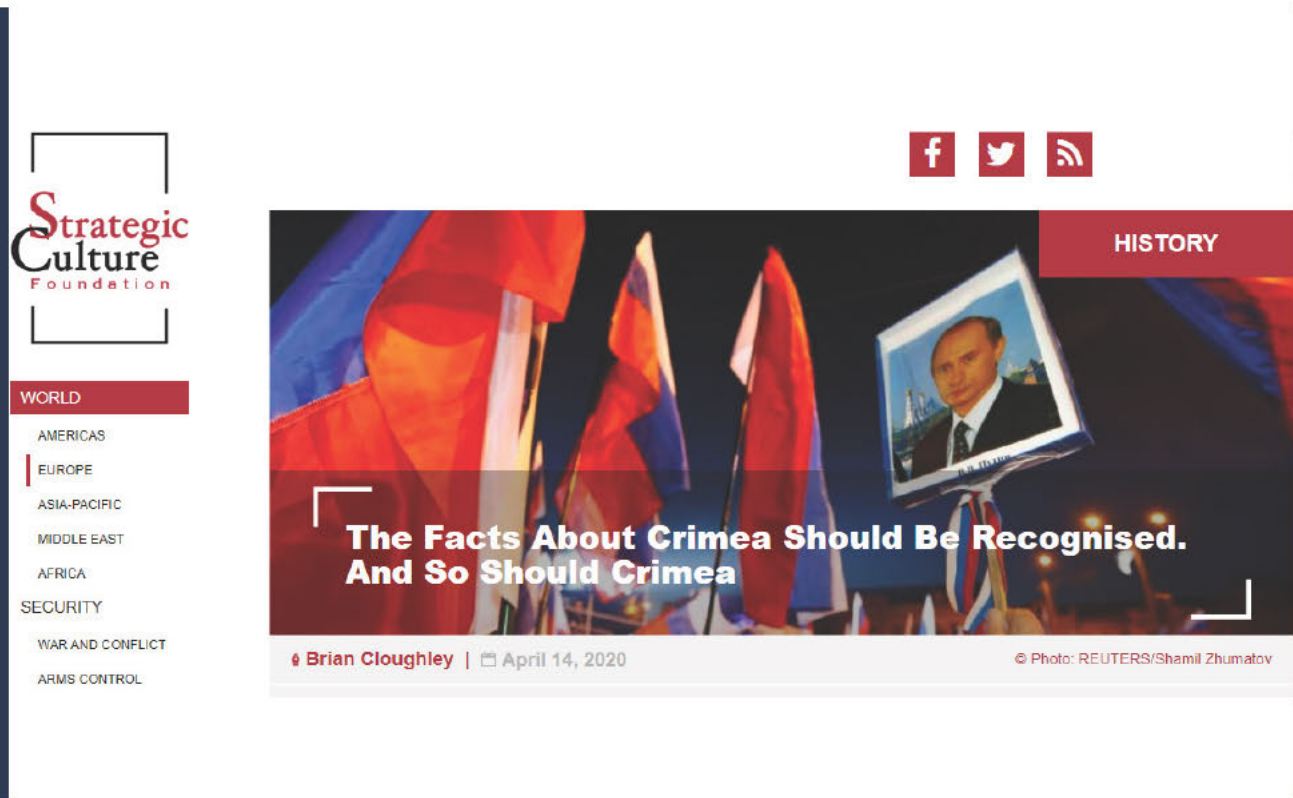 Strategic
Culture
Foundation
WORLD
AMERICAS
EUROPE
ASIA-PACIFIC
MIDDLE EAST
AFRICA
SECURITY
WAR AND CONFLICT
ARMS CONTROL
HISTORY
The Facts About Crimea Should Be Recognised.
And So Should Crimea
Brian Cloughley | April 14, 2020
© Photo: REUTERS/Shamil Zhumatov